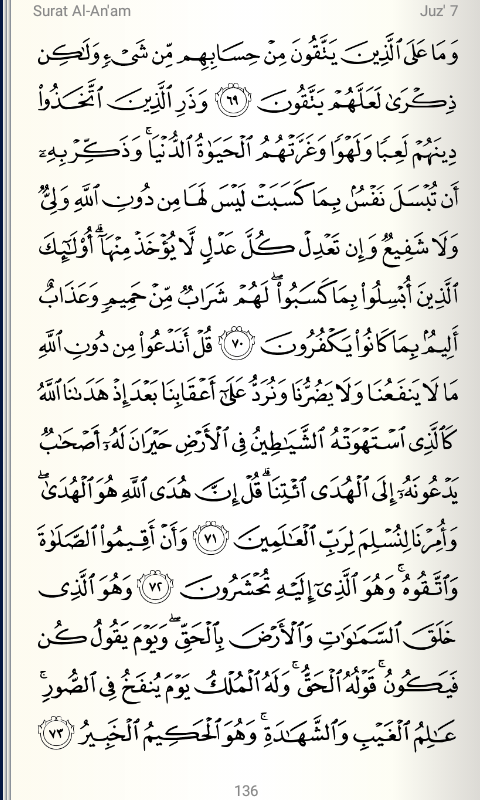 Surat Al-An'am Juz' 7
وَمَا عَلَى ٱلَّذِينَ يَتَّقُونَ مِنْ حِسَابِهِم مِّن شَىْءٍ وَلَـٰكِن
ذِكْرَىٰ لَعَلَّهُمْ يَتَّقُونَ ٦٩ وَذَرِ ٱلَّذِينَ ٱتَّخَذُوا۟
دِينَهُمْ لَعِبًا وَلَهْوًا وَغَرَّتْهُمُ ٱلْحَيَوٰةُ ٱلدُّنْيَا ۚ وَذَكِّرْ بِهِۦٓ
أَن تُبْسَلَ نَفْسٌۢ بِمَا كَسَبَتْ لَيْسَ لَهَا مِن دُونِ ٱللَّهِ وَلِىٌّ
وَلَا شَفِيعٌ وَإِن تَعْدِلْ كُلَّ عَدْلٍ لَّا يُؤْخَذْ مِنْهَآ ۗ أُو۟لَـٰٓئِكَ
ٱلَّذِينَ أُبْسِلُوا۟ بِمَا كَسَبُوا۟ ۖ لَهُمْ شَرَابٌ مِّنْ حَمِيمٍ وَعَذَابٌ
أَلِيمٌۢ بِمَا كَانُوا۟ يَكْفُرُونَ ٧٠ قُلْ أَنَدْعُوا۟ مِن دُونِ ٱللَّهِ
مَا لَا يَنفَعُنَا وَلَا يَضُرُّنَا وَنُرَدُّ عَلَىٰٓ أَعْقَابِنَا بَعْدَ إِذْ هَدَىٰنَا ٱللَّهُ
كَٱلَّذِى ٱسْتَهْوَتْهُ ٱلشَّيَـٰطِينُ فِى ٱلْأَرْضِ حَيْرَانَ لَهُۥٓ أَصْحَـٰبٌ
يَدْعُونَهُۥٓ إِلَى ٱلْهُدَى ٱئْتِنَا ۗ قُلْ إِنَّ هُدَى ٱللَّهِ هُوَ ٱلْهُدَىٰ ۖ
وَأُمِرْنَا لِنُسْلِمَ لِرَبِّ ٱلْعَـٰلَمِينَ ٧١ وَأَنْ أَقِيمُوا۟ ٱلصَّلَوٰةَ
وَٱتَّقُوهُ ۚ وَهُوَ ٱلَّذِىٓ إِلَيْهِ تُحْشَرُونَ ٧٢ وَهُوَ ٱلَّذِى
خَلَقَ ٱلسَّمَـٰوَٰتِ وَٱلْأَرْضَ بِٱلْحَقِّ ۖ وَيَوْمَ يَقُولُ كُن
فَيَكُونُ ۚ قَوْلُهُ ٱلْحَقُّ ۚ وَلَهُ ٱلْمُلْكُ يَوْمَ يُنفَخُ فِى ٱلصُّورِ ۚ
عَـٰلِمُ ٱلْغَيْبِ وَٱلشَّهَـٰدَةِ ۚ وَهُوَ ٱلْحَكِيمُ ٱلْخَبِيرُ ٧٣
136